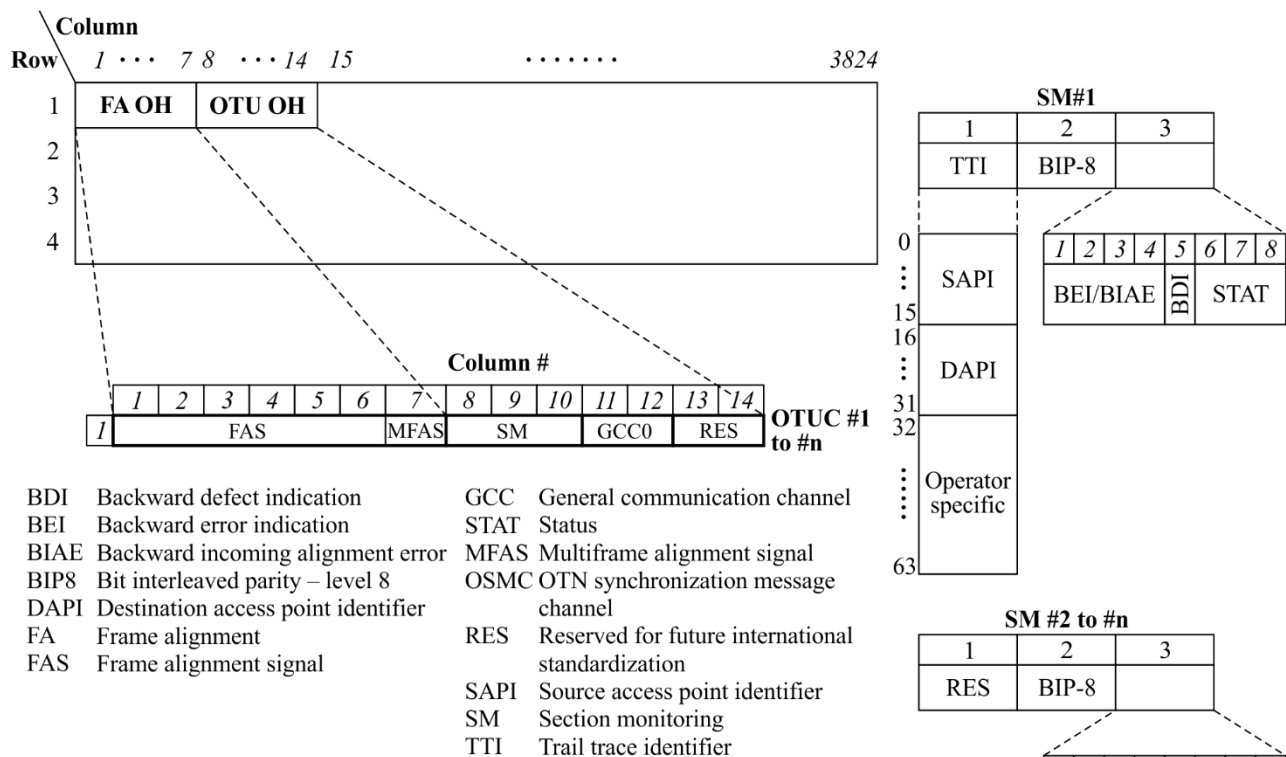 Column
Row 1 ··· 7 8 ··· 14 15 ······· 3824
1 FA OH OTU OH
2
3
4
Column #
1 2 3 4 5 6 7 8 9 10 11 12 13 14
1 FAS MFAS SM GCC0 RES
OTUC #1
to #n
SM#1
1 2 3
TTI BIP-8
0
SAPI
15
16
DAPI
31
32
Operator
specific
63
1 2 3 4 5 6 7 8
BEI/BIAE BDI STAT
BDI Backward defect indication
BEI Backward error indication
BIAE Backward incoming alignment error
BIP8 Bit interleaved parity – level 8
DAPI Destination access point identifier
FA Frame alignment
FAS Frame alignment signal
GCC General communication channel
STAT Status
MFAS Multiframe alignment signal
OSMC OTN synchronization message
channel
RES Reserved for future international
standardization
SAPI Source access point identifier
SM Section monitoring
TTI Trail trace identifier
SM #2 to #n
1 2 3
RES BIP-8